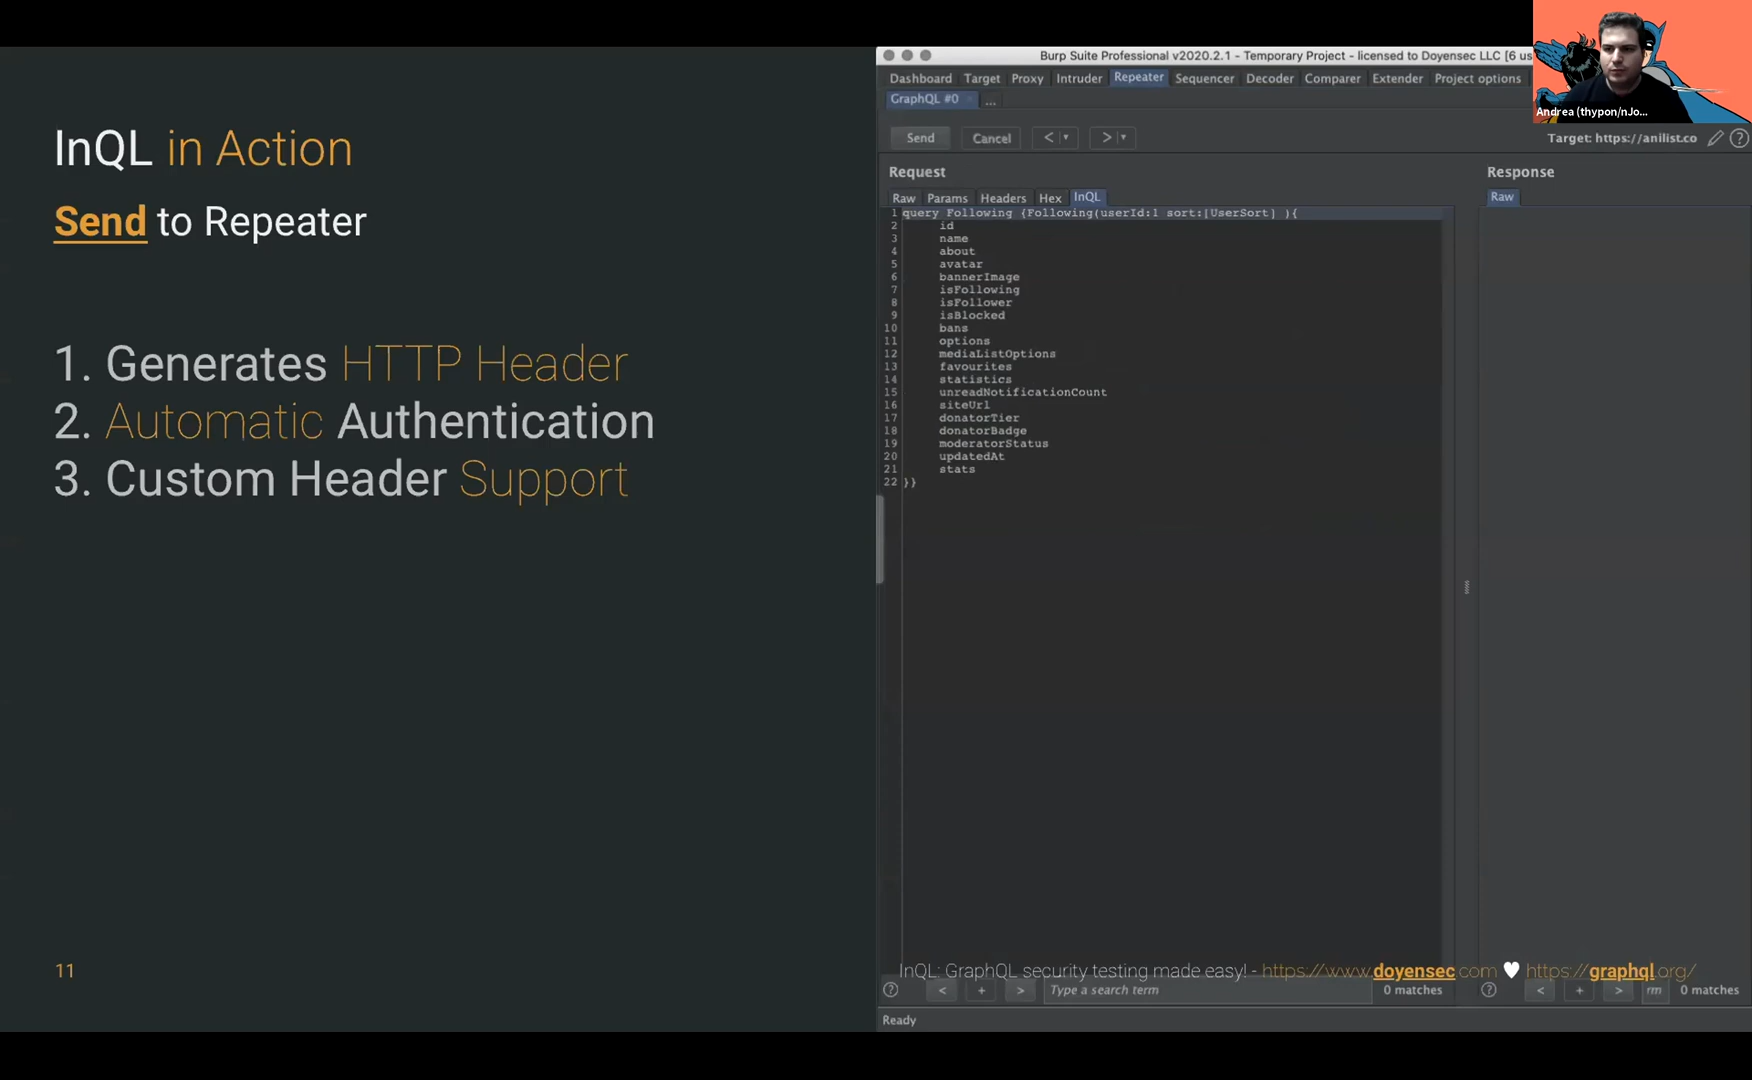 InQL in Action
Send to Repeater
1. Generates HTTP Header
2. Automatic Authentication
3. Custom Header Support
11
Burp Suite Professional v2020.2.1 - Temporary Project - licensed to Doyensec LLC [6 us
Dashboard Target Proxy Intruder Repeater Sequencer Decoder Comparer Extender Project options
GraphQL #0 ...
Send Cancel < >
Target: https://anilist.co
Request
Raw Params Headers Hex InQL
1 query Following {Following(userId:1 sort:[UserSort] ){
2 id
3 name
4 about
5 avatar
6 bannerImage
7 isFollowing
8 isFollower
9 isBlocked
10 bans
11 options
12 mediaListOptions
13 favourites
14 statistics
15 unreadNotificationCount
16 siteUrl
17 donatorTier
18 donatorBadge
19 moderatorStatus
20 updatedAt
21 stats
22 }}
Response
Raw
InQL: GraphQL security testing made easy! - https://www.doyensec.com ♥ https://graphql.org/
? < + > Type a search term 0 matches
? < + > rm 0 matches
Ready
Andrea (thypon/nJo...